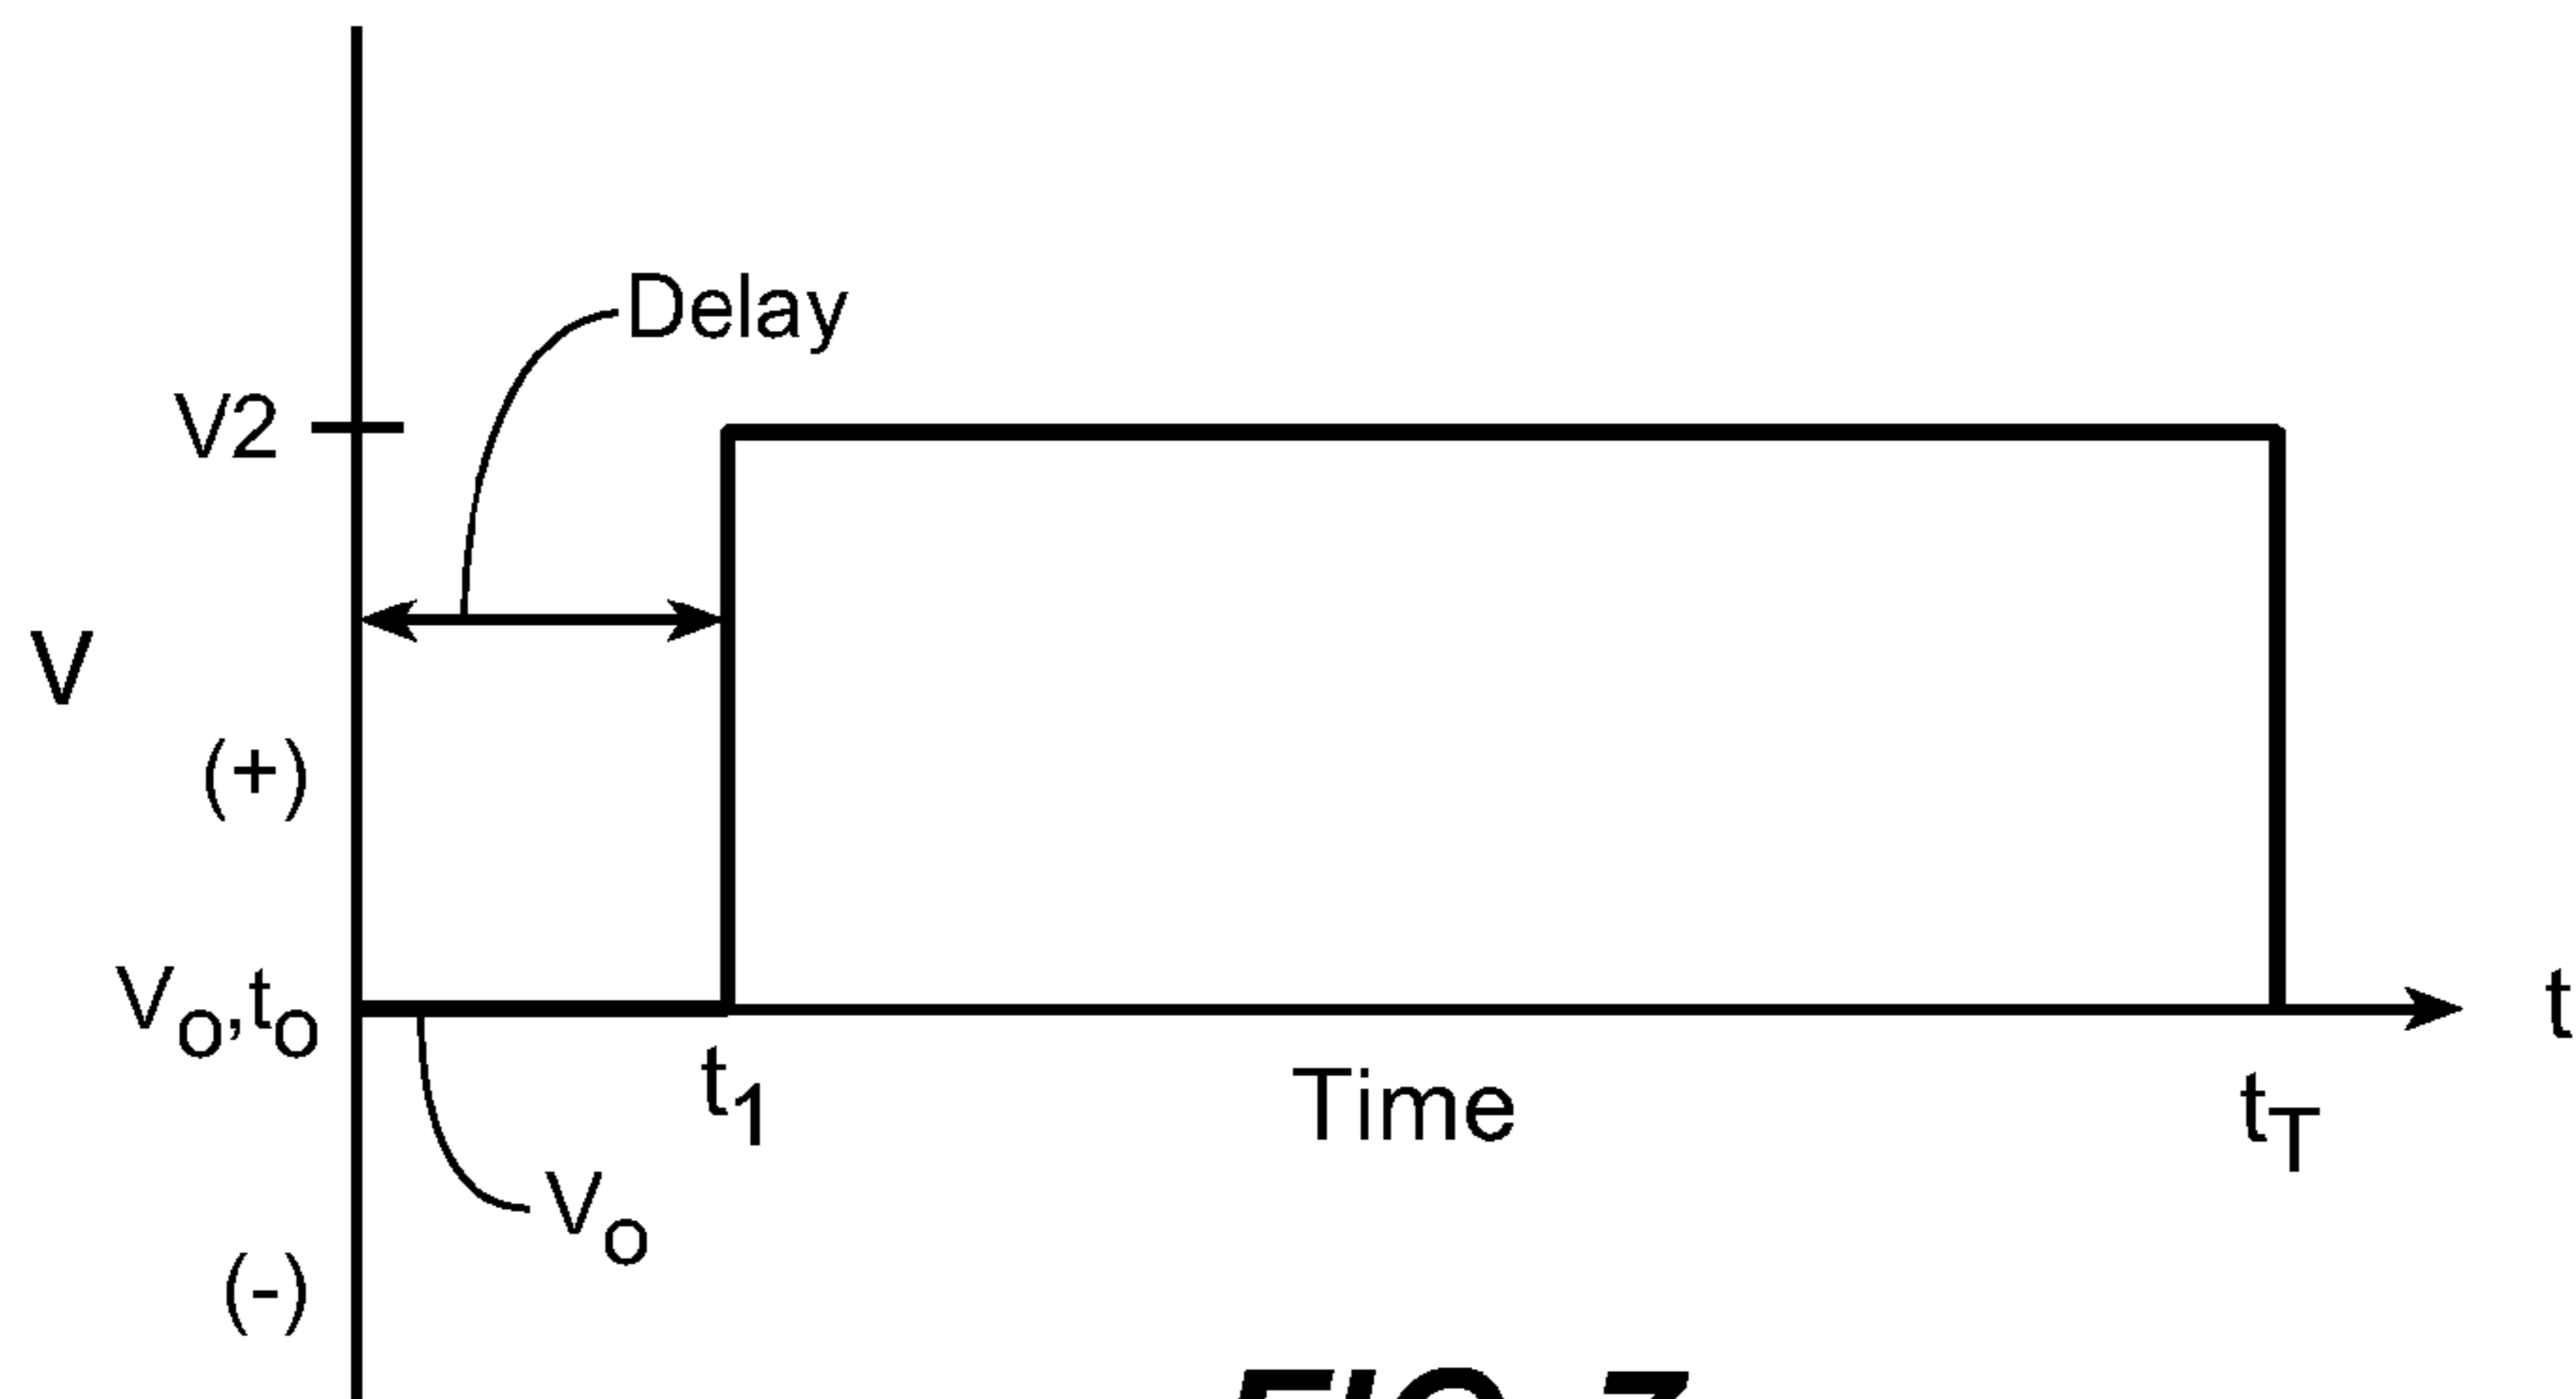 Delay
V2
V
(+)
Vo,to
t1
Time
tT
t
Vo
(-)